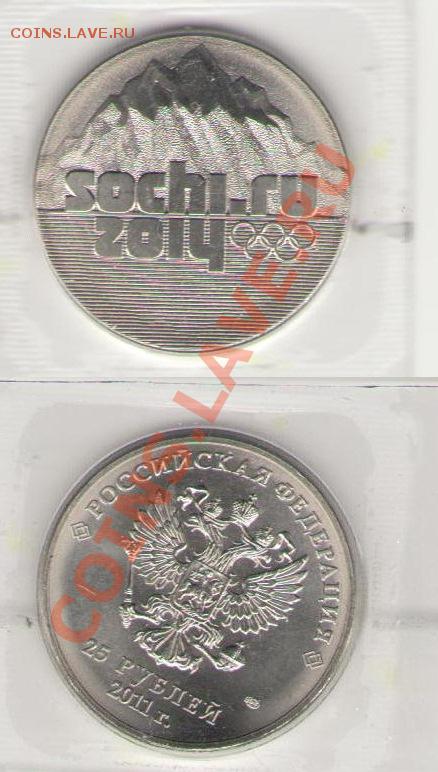 COINS.LAVE.RU
sochi.ru
2014
COINS.LAVE.RU
РОССИЙСКАЯ ФЕДЕРАЦИЯ
25 РУБЛЕЙ
2011 г.